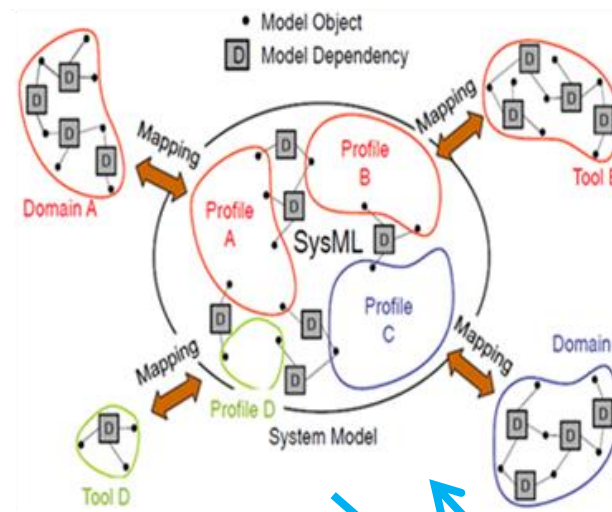 Model Object
D Model Dependency
D
D
D
D
Domain A
Mapping
Mapping
D
D
D
D
Tool
D
Profile
A
D
Profile
B
SysML
D
D
D
D
D
Profile
C
Profile D
System Model
Mapping
D
Tool D
Mapping
Domain
D
D
D
D